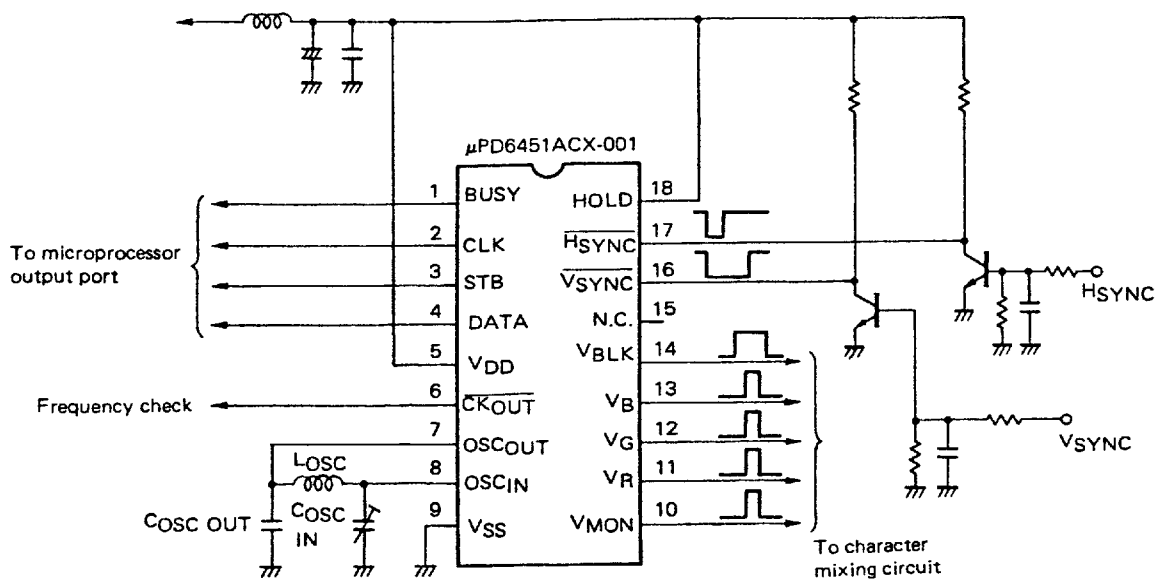 μPD6451ACX-001
1 BUSY
2 CLK
3 STB
4 DATA
5 VDD
6 CKOUT
7 OSCOUT
8 OSCIN
9 VSS
HOLD 18
HSYNC 17
VSYNC 16
N.C. 15
VBLK 14
VB 13
VG 12
VR 11
VMON 10
To microprocessor
output port
Frequency check
LOSC
COSC OUT
COSC
IN
HSYNC
VSYNC
To character
mixing circuit